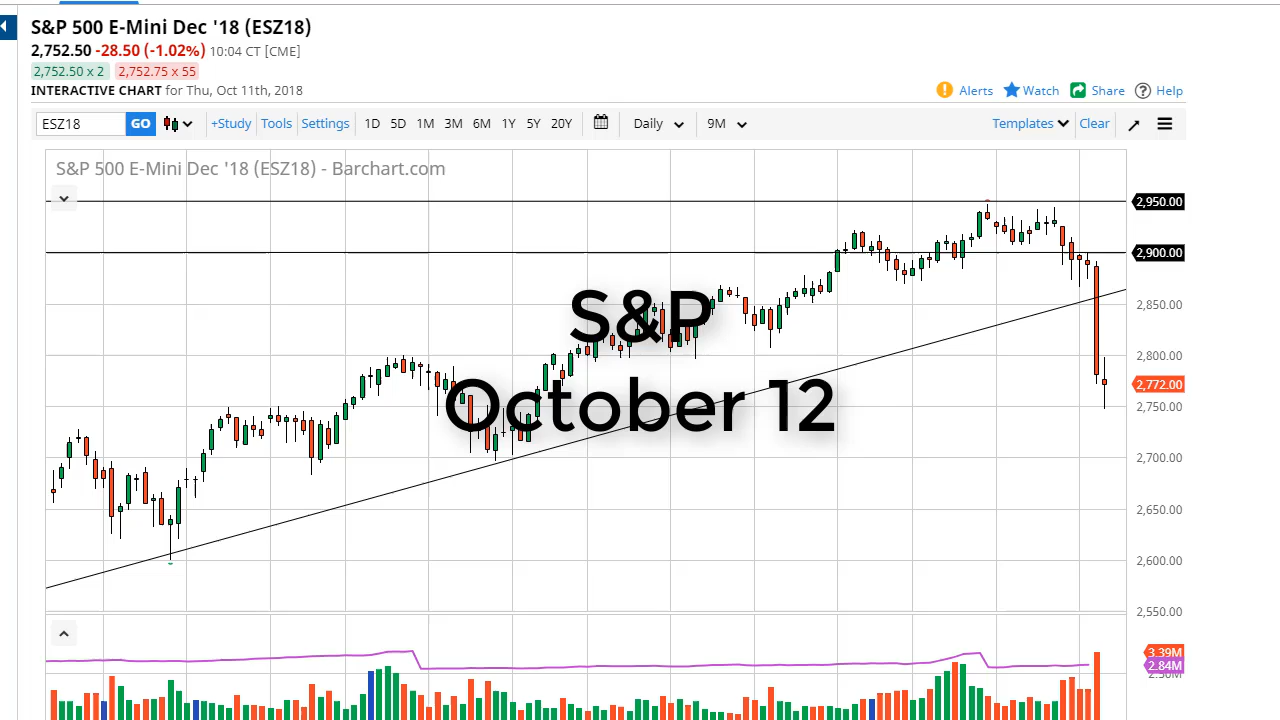 S&P 500 E-Mini Dec '18 (ESZ18)
2,752.50 -28.50 (-1.02%) 10:04 CT [CME]
2,752.50 x 2 2,752.75 x 55
INTERACTIVE CHART for Thu, Oct 11th, 2018
Alerts Watch Share Help
ESZ18 GO +Study Tools Settings 1D 5D 1M 3M 6M 1Y 5Y 20Y Daily 9M Templates Clear
S&P 500 E-Mini Dec '18 (ESZ18) - Barchart.com
2,950.00
2,900.00
2,850.00
2,800.00
2,772.00
2,750.00
2,700.00
2,650.00
2,600.00
2,550.00
S&P
October 12
3.39M
2.84M
2.50M